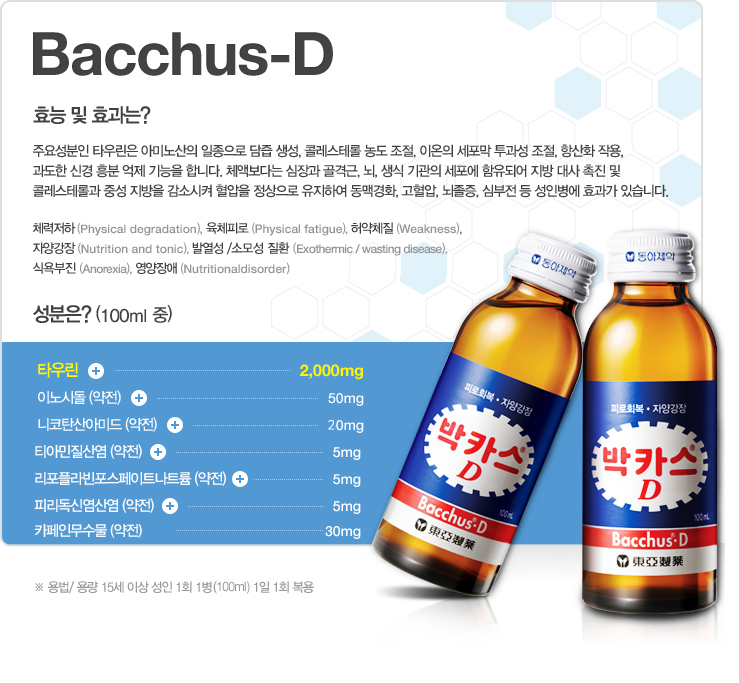 Bacchus-D
효능 및 효과는?
주요성분인 타우린은 아미노산의 일종으로 담즙 생성, 콜레스테롤 농도 조절, 이온의 세포막 투과성 조절, 항산화 작용,
과도한 신경 흥분 억제 기능을 합니다. 체액보다는 심장과 골격근, 뇌, 생식 기관의 세포에 함유되어 지방 대사 촉진 및
콜레스테롤과 중성 지방을 감소시켜 혈압을 정상으로 유지하여 동맥경화, 고혈압, 뇌졸증, 심부전 등 성인병에 효과가 있습니다.
체력저하 (Physical degradation), 육체피로 (Physical fatigue), 허약체질 (Weakness),
자양강장 (Nutrition and tonic), 발열성 /소모성 질환 (Exothermic / wasting disease),
식욕부진 (Anorexia), 영양장애 (Nutritionaldisorder)
성분은? (100ml 중)
타우린 2,000mg
이노시톨 (약전) 50mg
니코탄산아미드 (약전) 20mg
티아민질산염 (약전) 5mg
리포플라빈포스페이트나트륨 (약전) 5mg
피리독신염산염 (약전) 5mg
카페인무수물 (약전) 30mg
※ 용법/ 용량 15세 이상 성인 1회 1병(100ml) 1일 1회 복용
동아제약
피로회복・자양강장
박카스
D
100mL
Bacchus®-D
東亞製藥
동아제약
피로회복・자양강장
박카스®
D
100mL
Bacchus®-D
東亞製藥